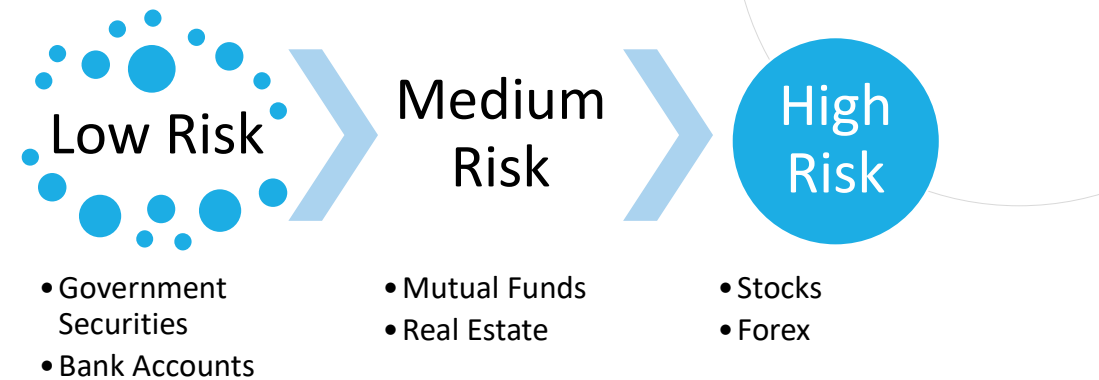 Low Risk
Medium
Risk
High
Risk
•Government
Securities
•Bank Accounts
•Mutual Funds
•Real Estate
•Stocks
•Forex